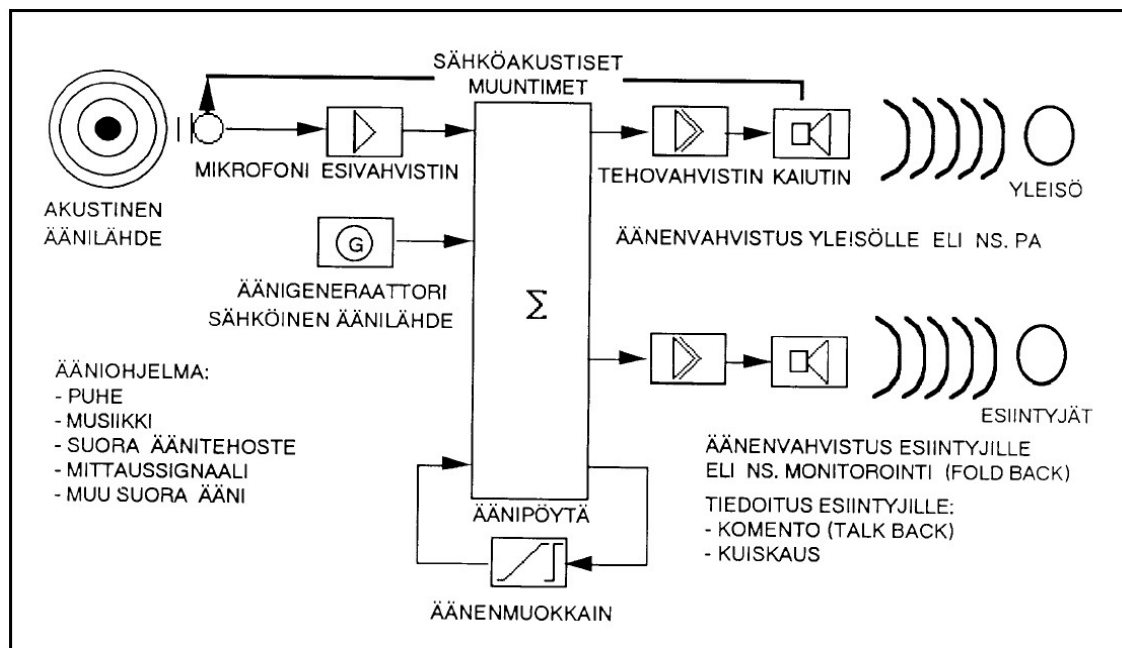 SÄHKÖAKUSTISET
MUUNTIMET
MIKROFONI
ESIVAHVISTIN
TEHOVAHVISTIN
KAIUTIN
YLEISÖ
AKUSTINEN
ÄÄNILÄHDE
G
ÄÄNENVAHVISTUS YLEISÖLLE ELI NS. PA
ÄÄNIGENERAATTORI
SÄHKÖINEN ÄÄNILÄHDE
Σ
ÄÄNIOHJELMA:
- PUHE
- MUSIIKKI
- SUORA ÄÄNITEHOSTE
- MITTAUSSIGNAALI
- MUU SUORA ÄÄNI
ESIINTYJÄT
ÄÄNENVAHVISTUS ESIINTYJILLE
ELI NS. MONITOROINTI (FOLD BACK)
TIEDOITUS ESIINTYJILLE:
- KOMENTO (TALK BACK)
- KUISKAUS
ÄÄNIPÖYTÄ
ÄÄNENMUOKKAIN